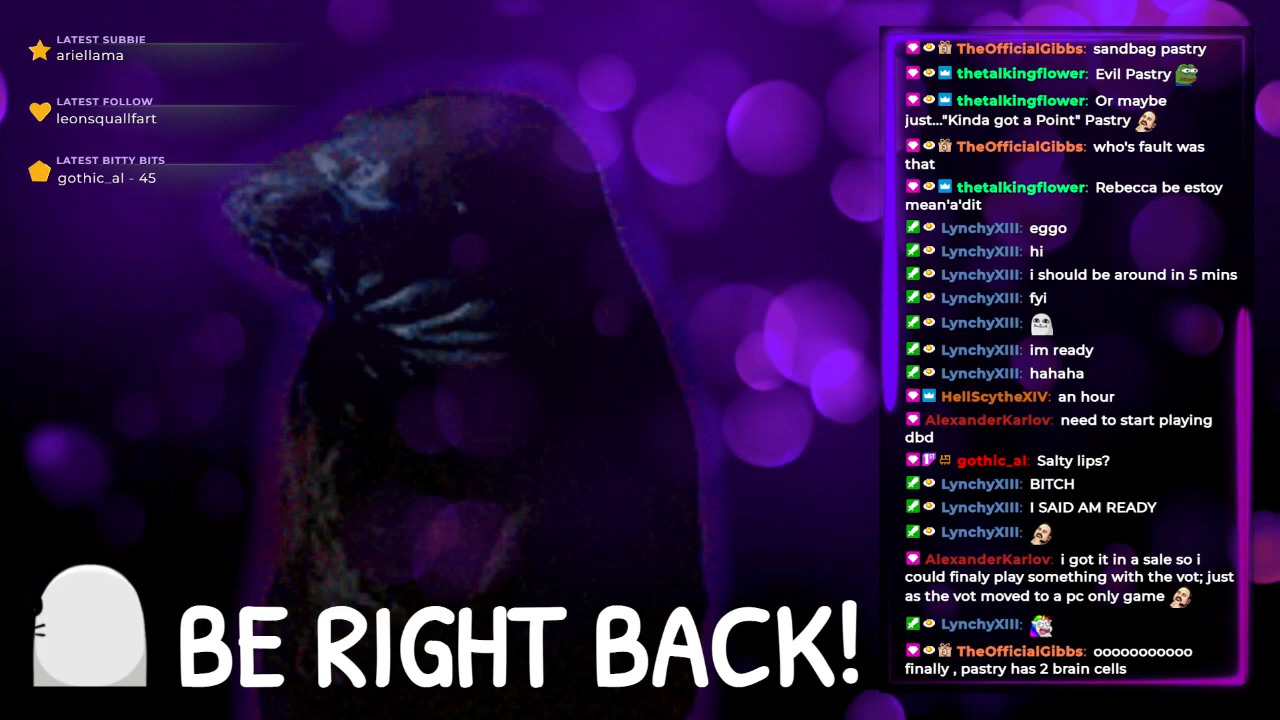 LATEST SUBBIE
ariellama
LATEST FOLLOW
leonsquallfart
LATEST BITTY BITS
gothic_al - 45
BE RIGHT BACK!
TheOfficialGibbs: sandbag pastry
thetalkingflower: Evil Pastry
thetalkingflower: Or maybe
just..."Kinda got a Point" Pastry
TheOfficialGibbs: who's fault was
that
thetalkingflower: Rebecca be estoy
mean'a'dit
LynchyXIII: eggo
LynchyXIII: hi
LynchyXIII: i should be around in 5 mins
LynchyXIII: fyi
LynchyXIII:
LynchyXIII: im ready
LynchyXIII: hahaha
HellScytheXIV: an hour
AlexanderKarlov: need to start playing
dbd
gothic_al: Salty lips?
LynchyXIII: BITCH
LynchyXIII: I SAID AM READY
LynchyXIII:
AlexanderKarlov: i got it in a sale so i
could finaly play something with the vot; just
as the vot moved to a pc only game
LynchyXIII:
TheOfficialGibbs: ooooooooooo
finally , pastry has 2 brain cells